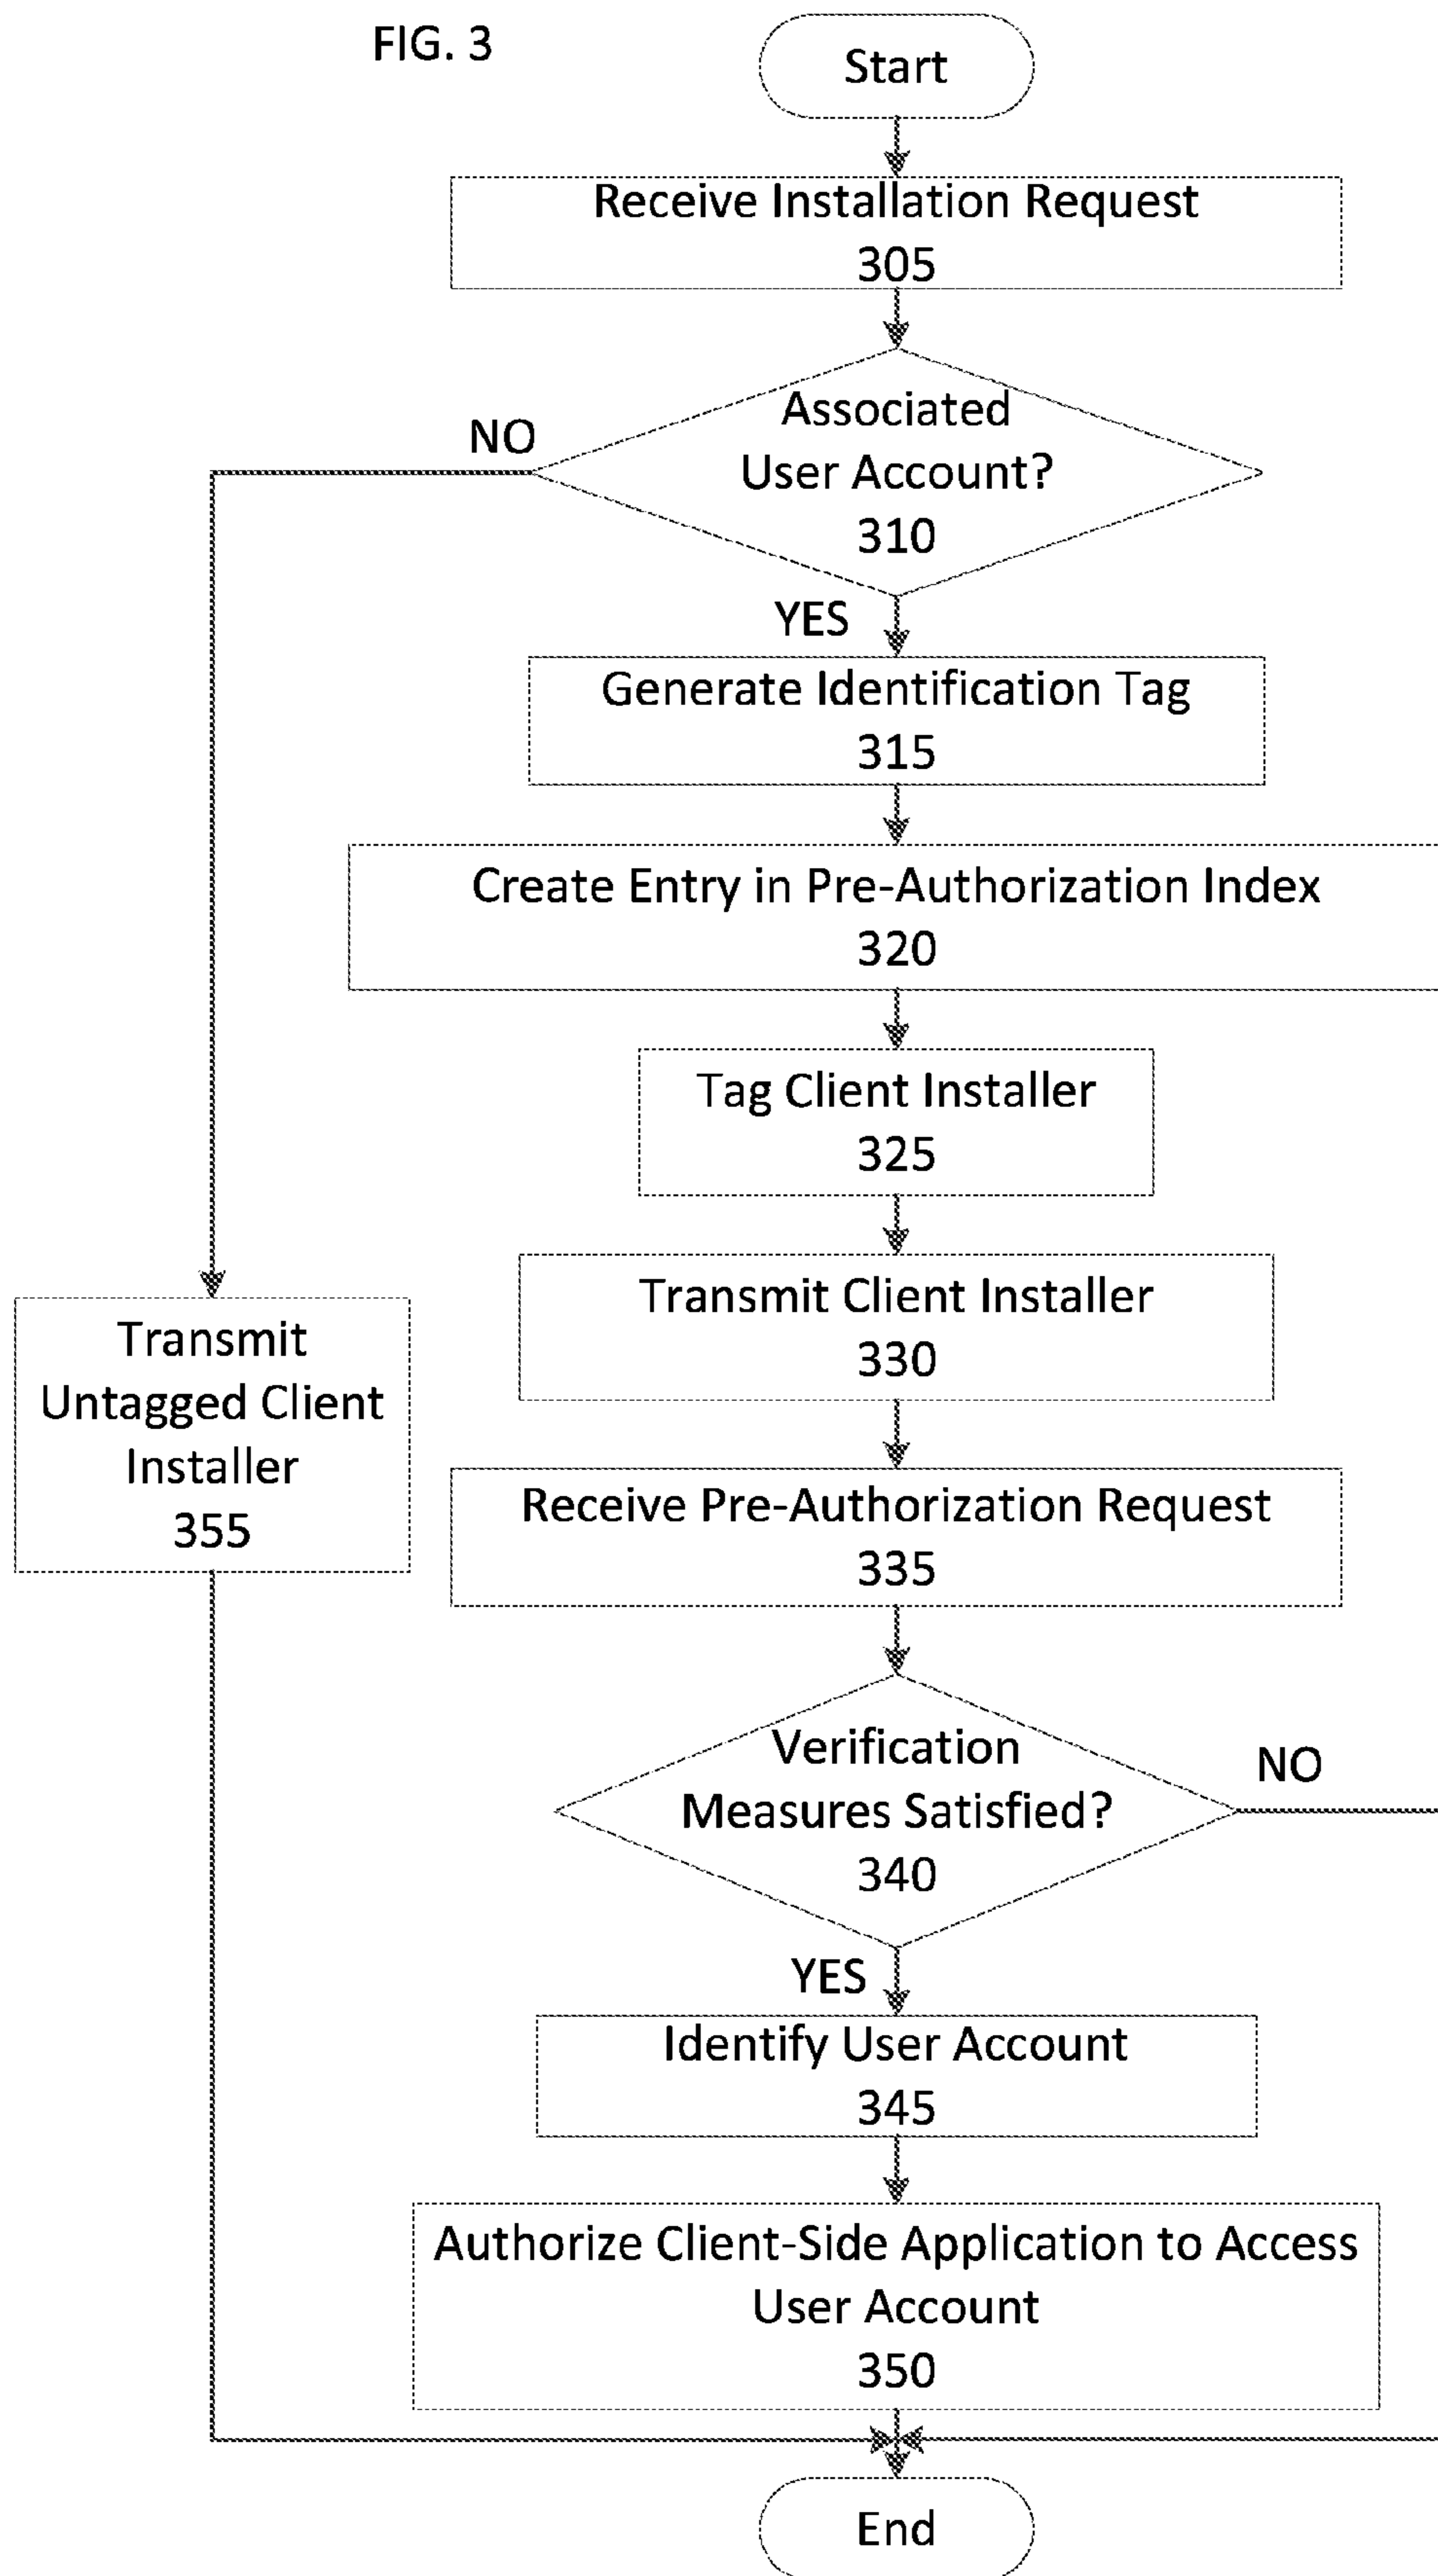 FIG. 3
Start
Receive Installation Request
305
Associated
User Account?
310
NO
YES
Generate Identification Tag
315
Create Entry in Pre-Authorization Index
320
Tag Client Installer
325
Transmit Client Installer
330
Transmit
Untagged Client
Installer
355
Receive Pre-Authorization Request
335
Verification
Measures Satisfied?
340
NO
YES
Identify User Account
345
Authorize Client-Side Application to Access
User Account
350
End